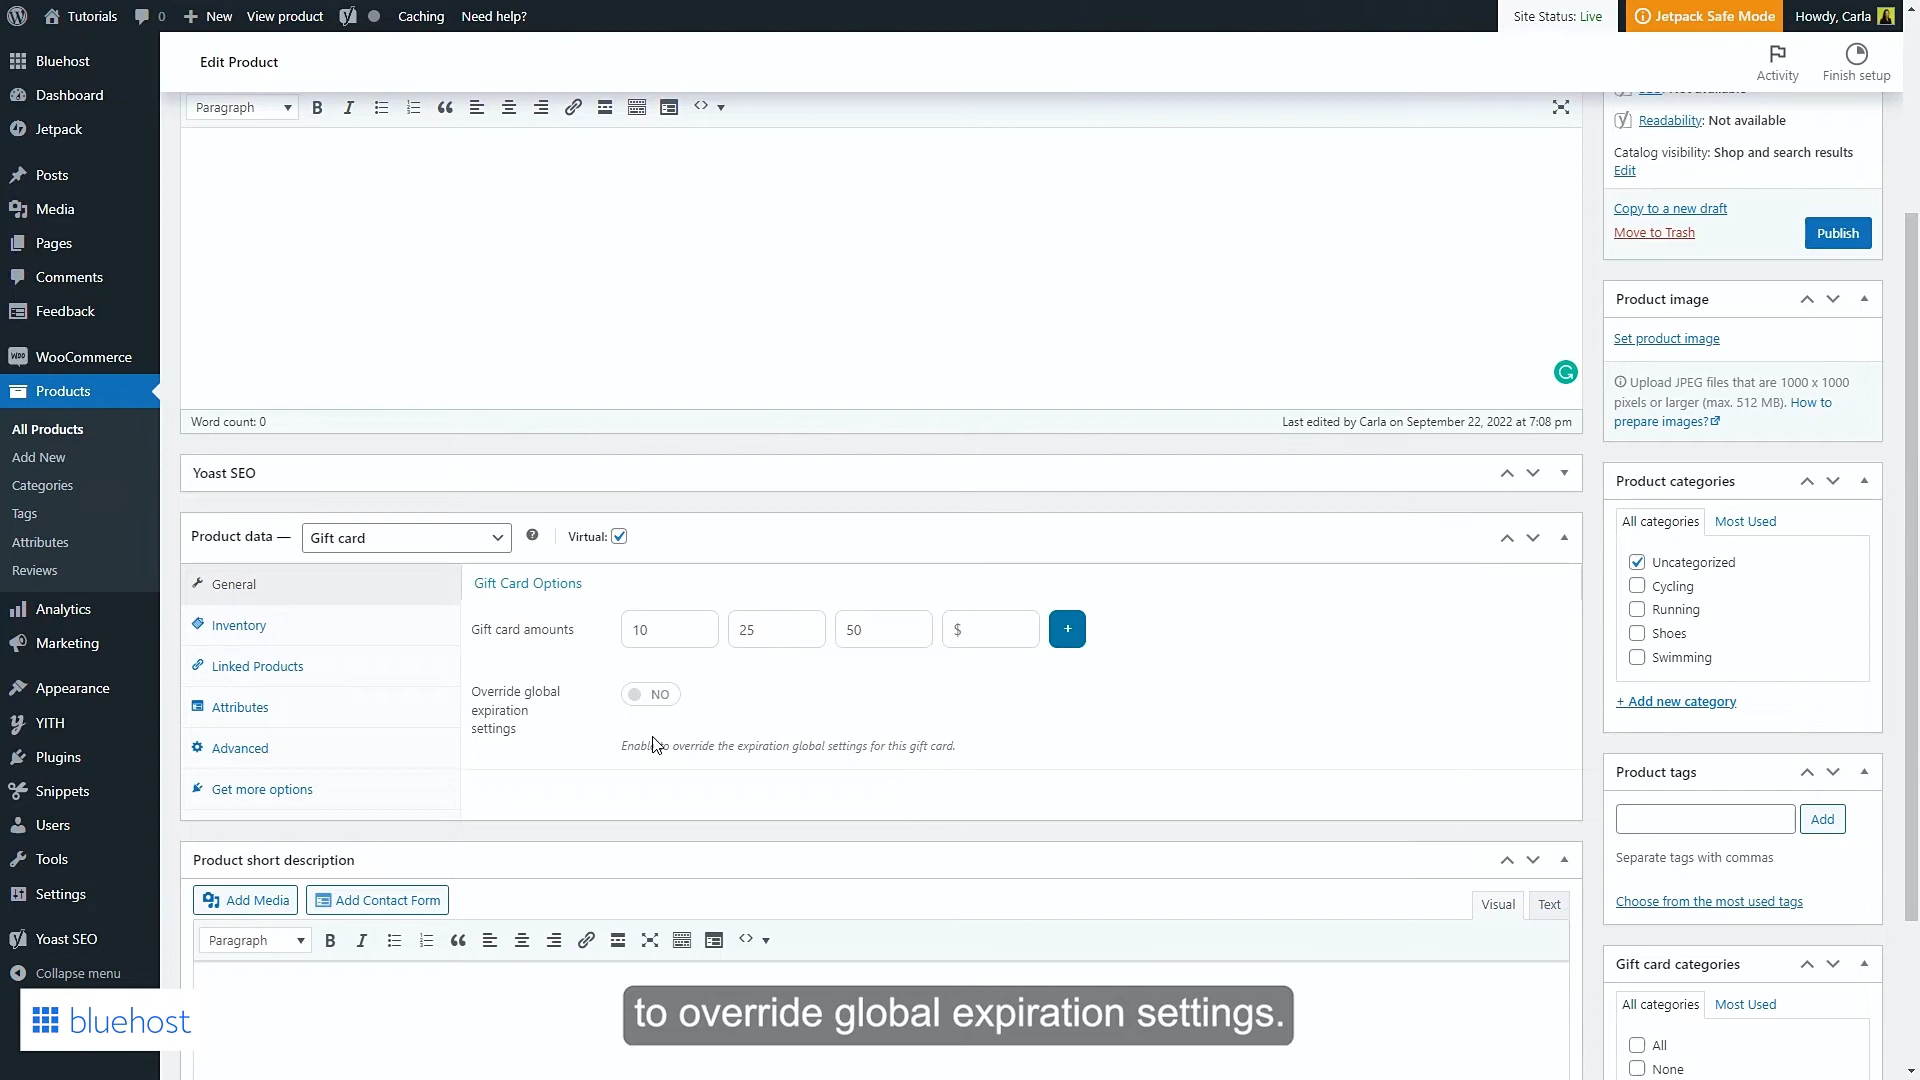 Tutorials 0 New View product Caching Need help? Site Status: Live Jetpack Safe Mode Howdy, Carla
Bluehost
Dashboard
Jetpack
Posts
Media
Pages
Comments
Feedback
WooCommerce
Products
All Products
Add New
Categories
Tags
Attributes
Reviews
Analytics
Marketing
Appearance
YITH
Plugins
Snippets
Users
Tools
Settings
Yoast SEO
Collapse menu
bluehost
Edit Product
Activity
Finish setup
Paragraph
Word count: 0
Last edited by Carla on September 22, 2022 at 7:08 pm
Yoast SEO
Product data — Gift card Virtual:
General
Inventory
Linked Products
Attributes
Advanced
Get more options
Gift Card Options
Gift card amounts 10 25 50 $ +
Override global
expiration
settings
NO
Enable to override the expiration global settings for this gift card.
Product short description
Add Media Add Contact Form
Visual Text
Paragraph
to override global expiration settings.
Readability: Not available
Catalog visibility: Shop and search results
Edit
Copy to a new draft
Move to Trash
Publish
Product image
Set product image
Upload JPEG files that are 1000 x 1000
pixels or larger (max. 512 MB). How to
prepare images?
Product categories
All categories Most Used
Uncategorized
Cycling
Running
Shoes
Swimming
+ Add new category
Product tags
Add
Separate tags with commas
Choose from the most used tags
Gift card categories
All categories Most Used
All
None